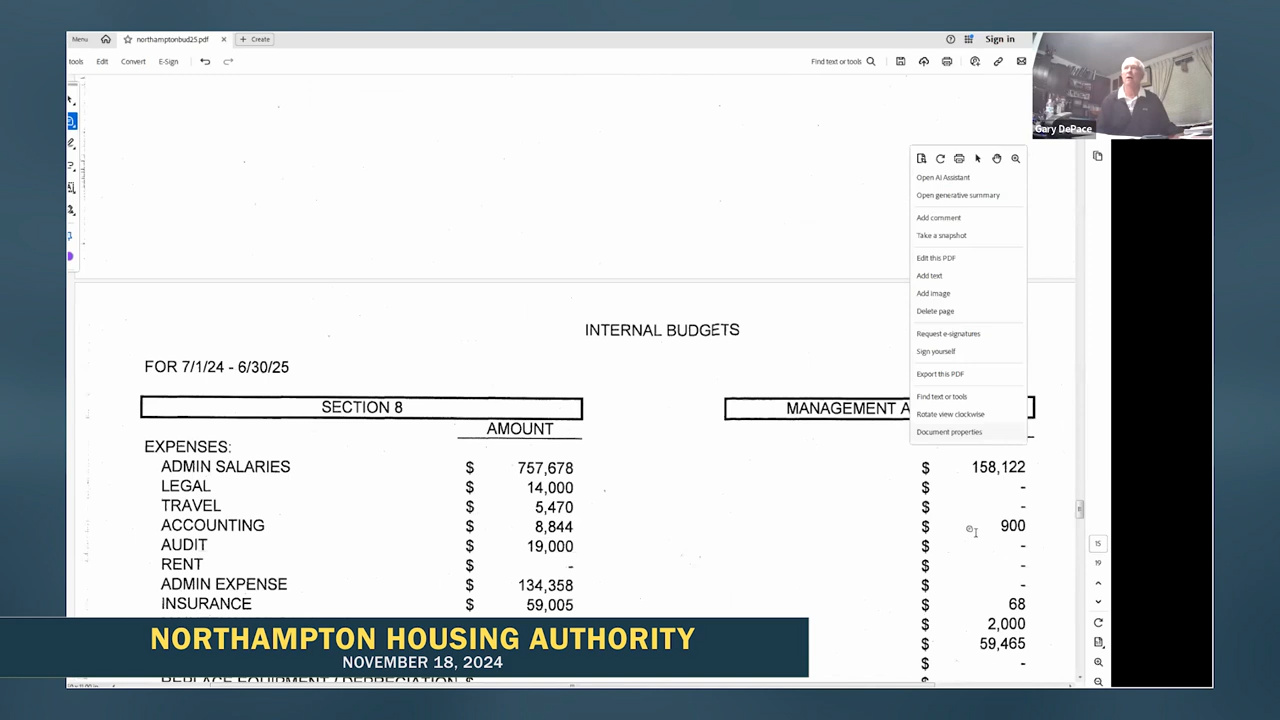 Menu northamptonbud25.pdf × + Create Sign in
tools Edit Convert E-Sign Find text or tools
Gary DePace
Open AI Assistant
Open generative summary
Add comment
Take a snapshot
Edit this PDF
Add text
Add image
Delete page
Request e-signatures
Sign yourself
Export this PDF
Find text or tools
Rotate view clockwise
Document properties
INTERNAL BUDGETS
FOR 7/1/24 - 6/30/25
SECTION 8 MANAGEMENT A
AMOUNT
EXPENSES:
ADMIN SALARIES $ 757,678 $ 158,122
LEGAL $ 14,000 $ -
TRAVEL $ 5,470 $ -
ACCOUNTING $ 8,844 $ 900
AUDIT $ 19,000 $ -
RENT $ - $ -
ADMIN EXPENSE $ 134,358 $ -
INSURANCE $ 59,005 $ 68
$ 2,000
$ 59,465
$ -
15
19
NORTHAMPTON HOUSING AUTHORITY
NOVEMBER 18, 2024